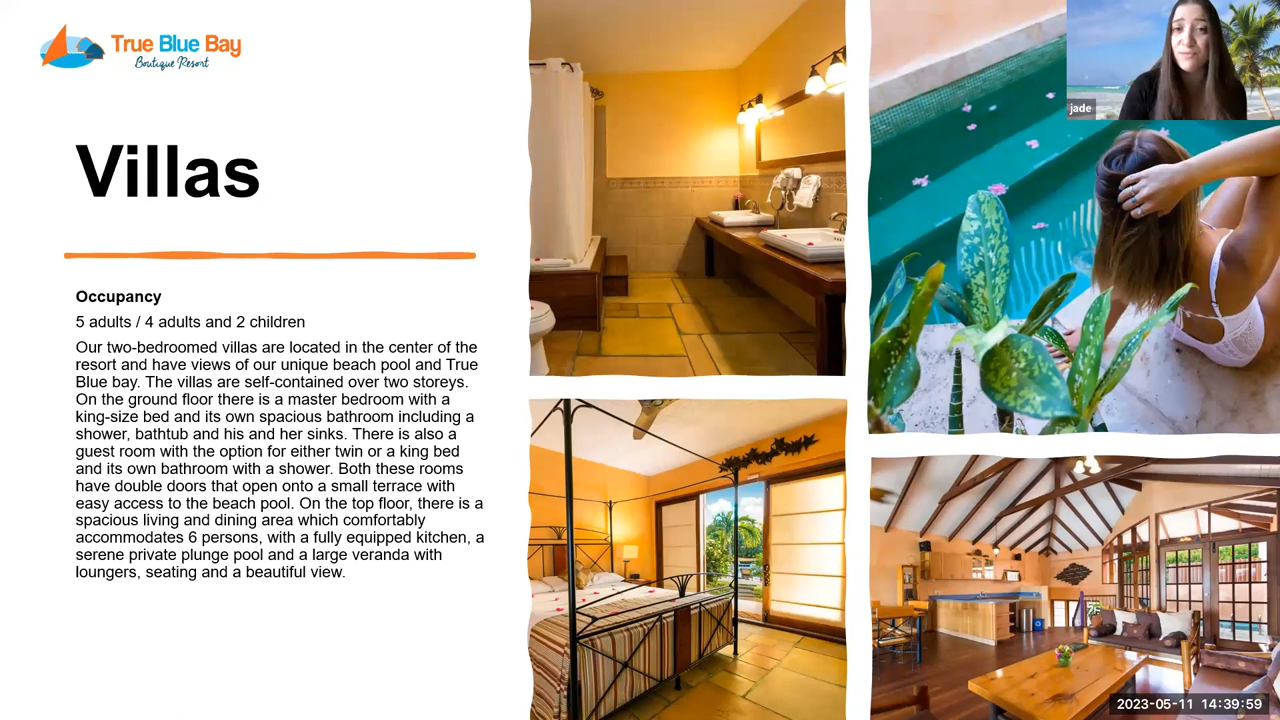 True Blue Bay
Boutique Resort
jade
Villas
Occupancy
5 adults / 4 adults and 2 children
Our two-bedroomed villas are located in the center of the
resort and have views of our unique beach pool and True
Blue bay. The villas are self-contained over two storeys.
On the ground floor there is a master bedroom with a
king-size bed and its own spacious bathroom including a
shower, bathtub and his and her sinks. There is also a
guest room with the option for either twin or a king bed
and its own bathroom with a shower. Both these rooms
have double doors that open onto a small terrace with
easy access to the beach pool. On the top floor, there is a
spacious living and dining area which comfortably
accommodates 6 persons, with a fully equipped kitchen, a
serene private plunge pool and a large veranda with
loungers, seating and a beautiful view.
2023-05-11 14:39:59